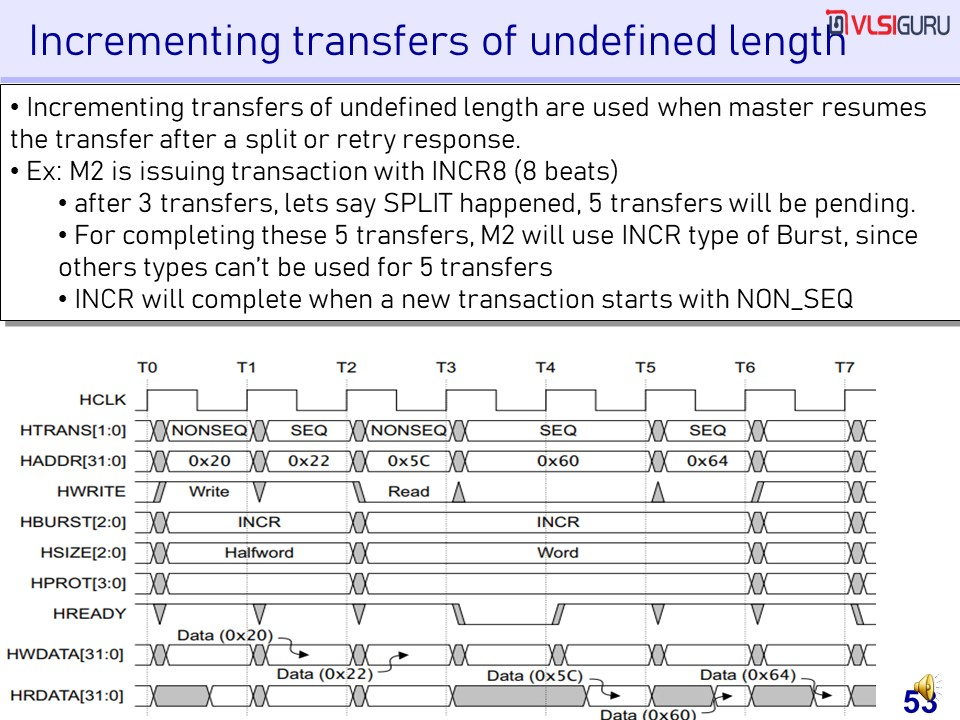 Incrementing transfers of undefined length
VLSIGURU
• Incrementing transfers of undefined length are used when master resumes
the transfer after a split or retry response.
• Ex: M2 is issuing transaction with INCR8 (8 beats)
• after 3 transfers, lets say SPLIT happened, 5 transfers will be pending.
• For completing these 5 transfers, M2 will use INCR type of Burst, since
others types can't be used for 5 transfers
• INCR will complete when a new transaction starts with NON_SEQ
T0 T1 T2 T3 T4 T5 T6 T7
HCLK
HTRANS[1:0] NONSEQ SEQ NONSEQ SEQ SEQ
HADDR[31:0] 0x20 0x22 0x5C 0x60 0x64
HWRITE Write Read
HBURST[2:0] INCR INCR
HSIZE[2:0] Halfword Word
HPROT[3:0]
HREADY
Data (0x20)
HWDATA[31:0]
Data (0x22) Data (0x5C) Data (0x64)
HRDATA[31:0]
Data (0x60)
53